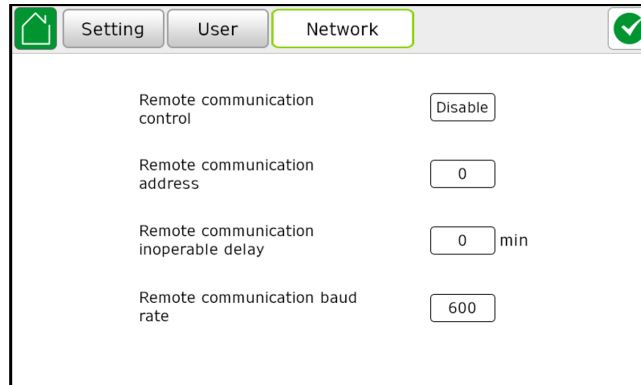 Setting User Network
Remote communication
control
Disable
Remote communication
address
0
Remote communication
inoperable delay
0 min
Remote communication baud
rate
600